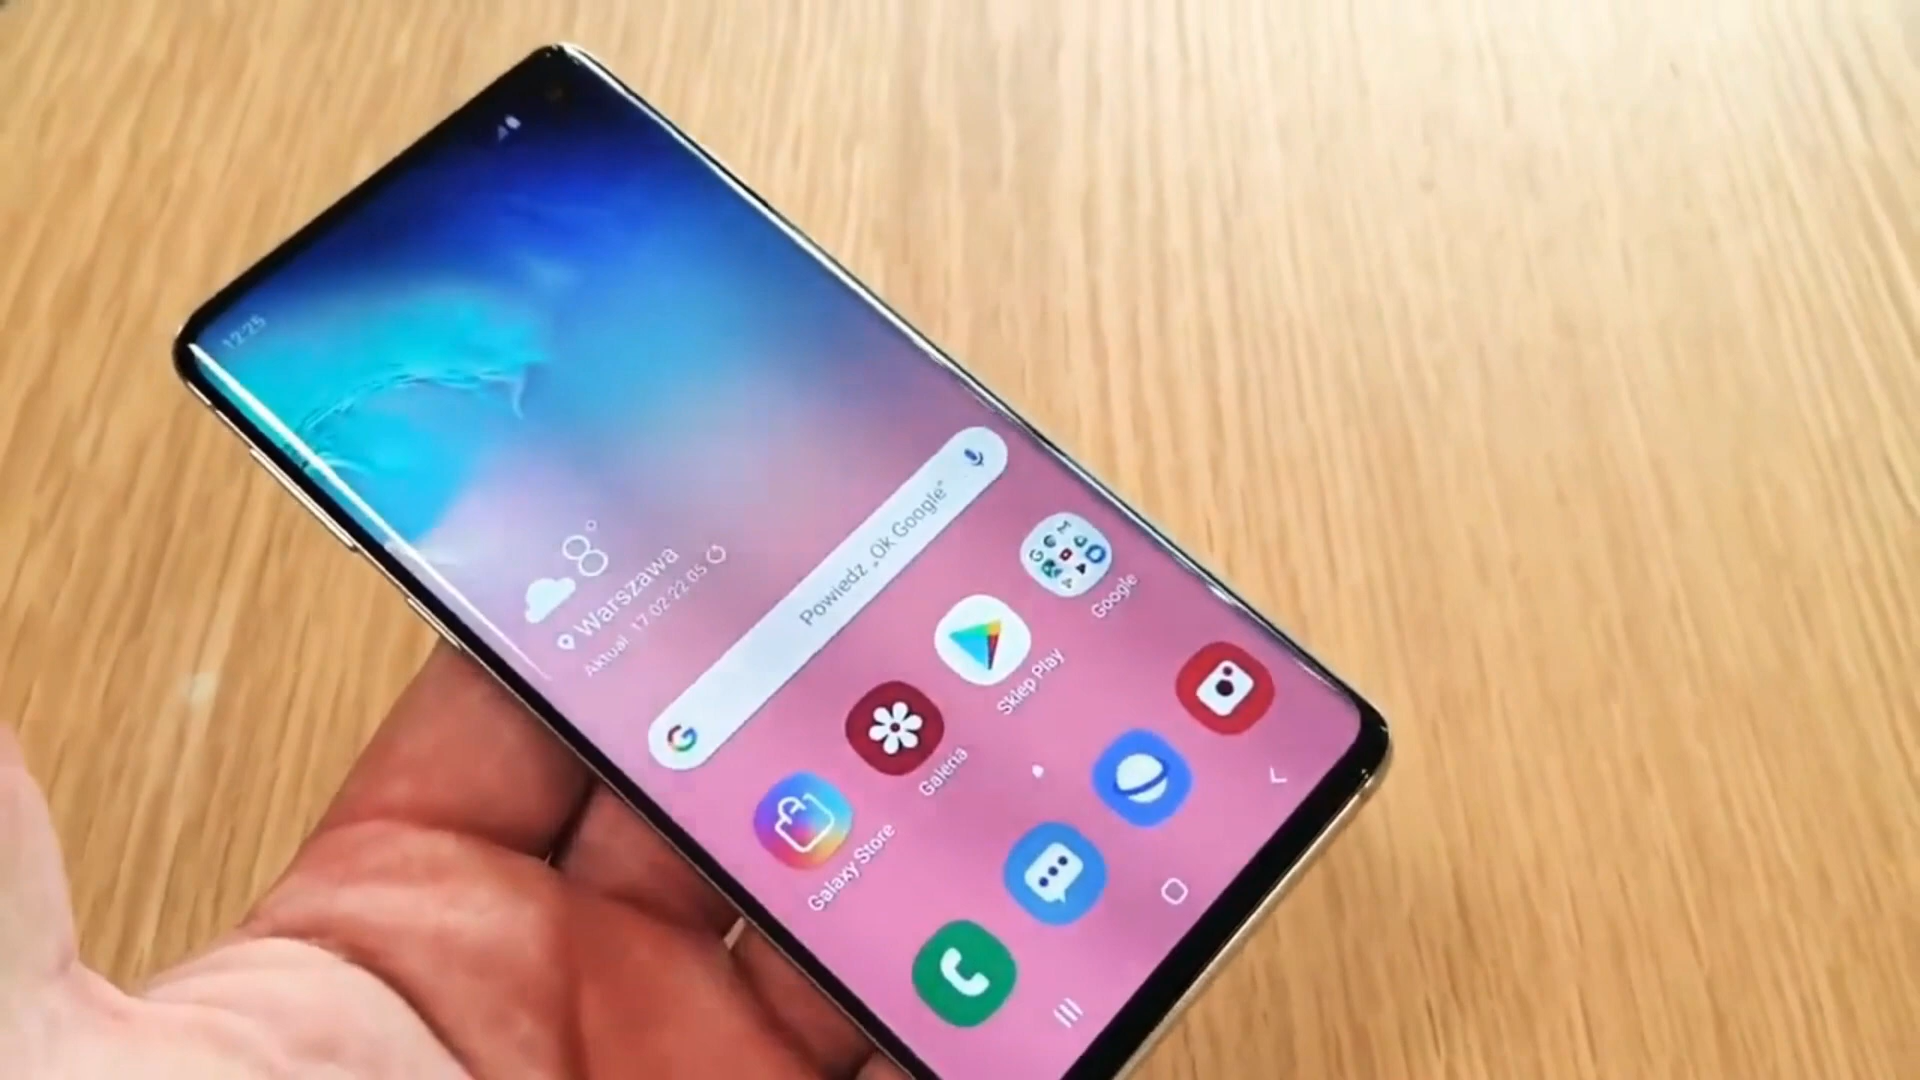 12:25
8°
Warszawa
Aktual. 17.02 22:05
Powiedz „Ok Google”
Galaxy Store
Galeria
Sklep Play
Google